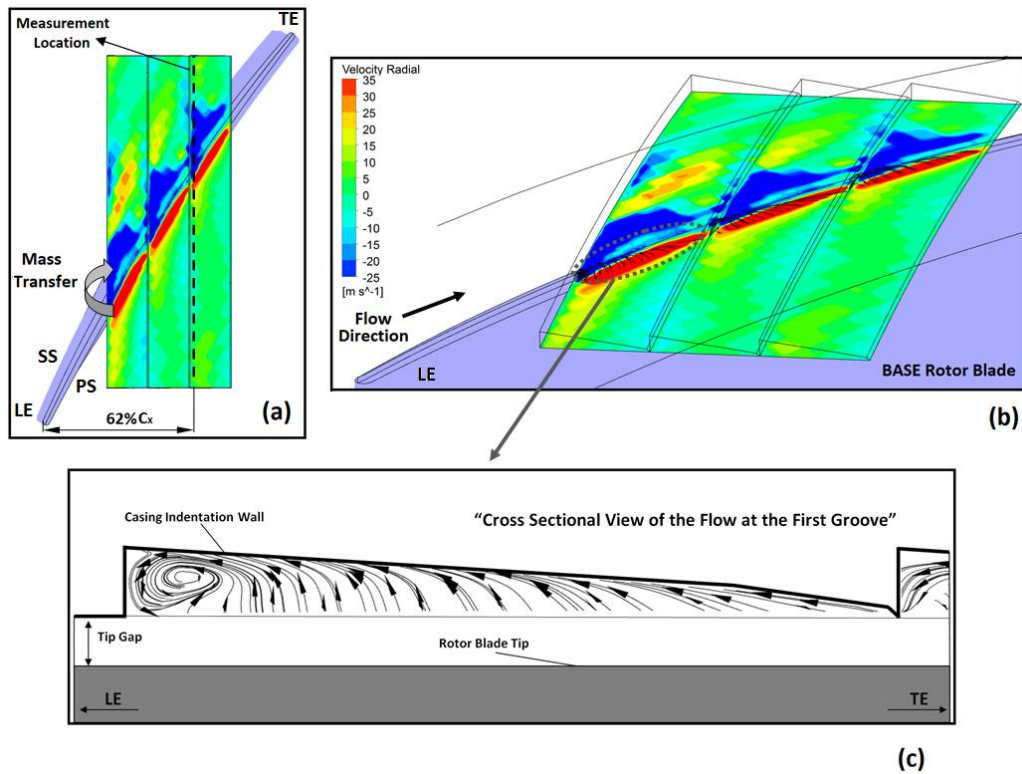 Measurement
Location
TE
Mass
Transfer
SS
PS
LE
62%Cx
(a)
Velocity Radial
35
30
25
20
15
10
5
0
-5
-10
-15
-20
-25
[m s^-1]
Flow
Direction
LE
BASE Rotor Blade
(b)
Casing Indentation Wall
“Cross Sectional View of the Flow at the First Groove”
Tip Gap
Rotor Blade Tip
LE
TE
(c)